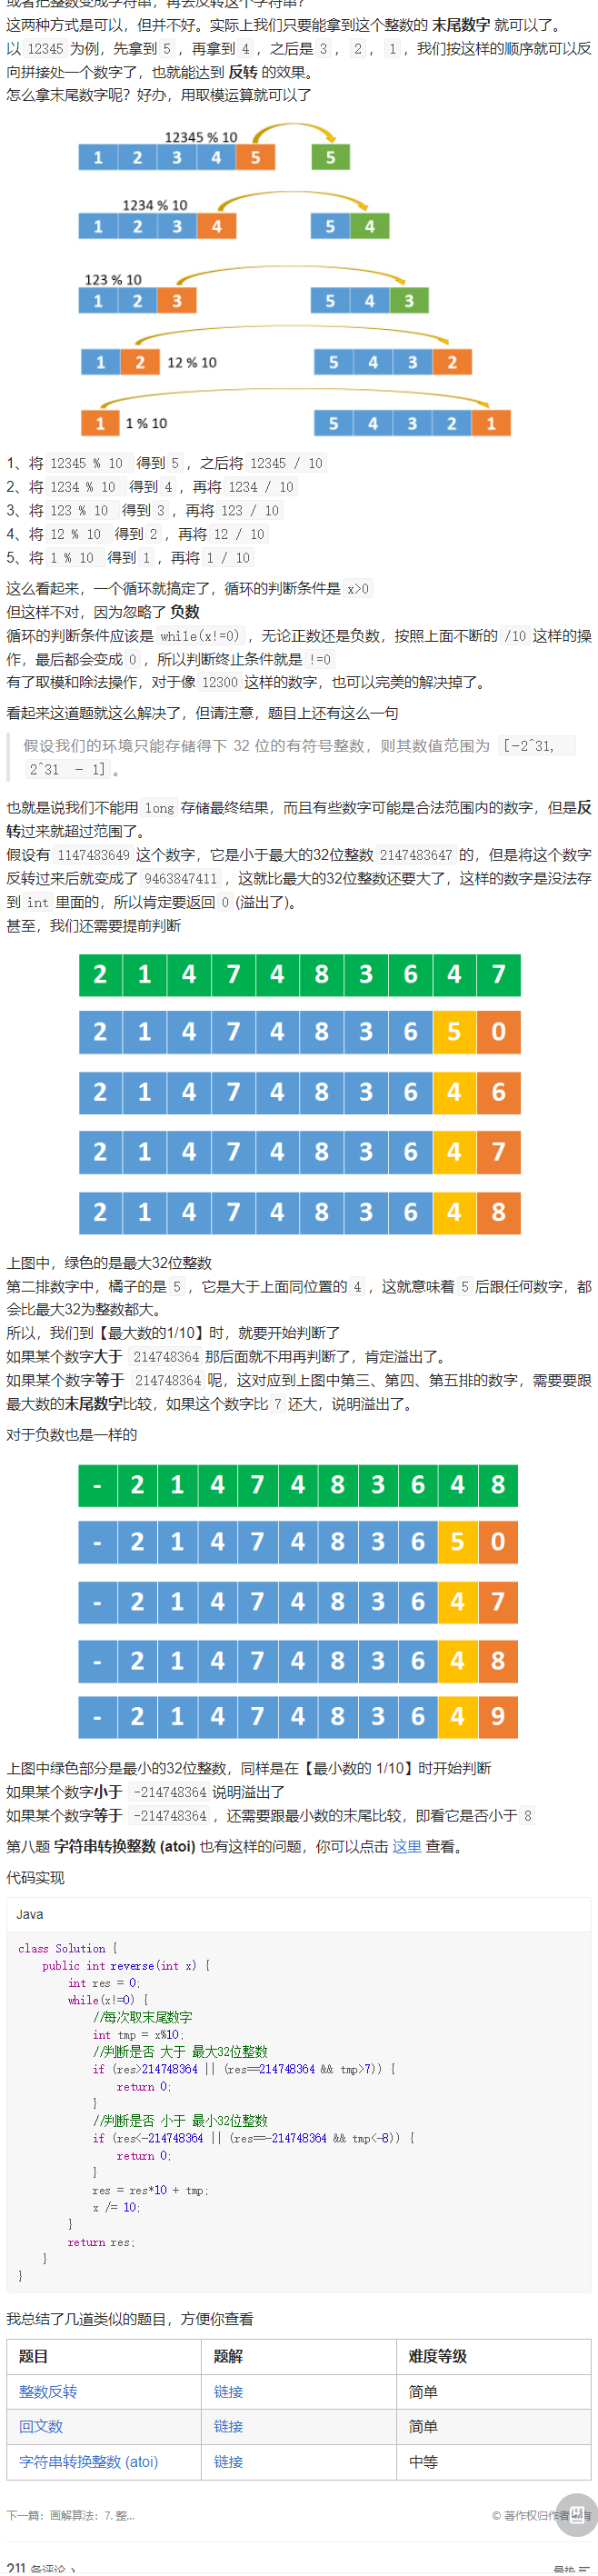 或者把整数变成字符串，再去反转这个字符串？
这两种方式是可以，但并不好。实际上我们只要能拿到这个整数的 末尾数字 就可以了。
以 12345 为例，先拿到 5 ，再拿到 4 ，之后是 3 ， 2 ， 1 ，我们按这样的顺序就可以反
向拼接处一个数字了，也就能达到 反转 的效果。
怎么拿末尾数字呢？好办，用取模运算就可以了
12345 % 10
1 2 3 4 5 5
1234 % 10
1 2 3 4 5 4
123 % 10
1 2 3 5 4 3
1 2 12 % 10 5 4 3 2
1 1 % 10 5 4 3 2 1
1、将 12345 % 10 得到 5 ，之后将 12345 / 10
2、将 1234 % 10 得到 4 ，再将 1234 / 10
3、将 123 % 10 得到 3 ，再将 123 / 10
4、将 12 % 10 得到 2 ，再将 12 / 10
5、将 1 % 10 得到 1 ，再将 1 / 10
这么看起来，一个循环就搞定了，循环的判断条件是 x>0
但这样不对，因为忽略了 负数
循环的判断条件应该是 while(x!=0) ，无论正数还是负数，按照上面不断的 /10 这样的操
作，最后都会变成 0 ，所以判断终止条件就是 !=0
有了取模和除法操作，对于像 12300 这样的数字，也可以完美的解决掉了。
看起来这道题就这么解决了，但请注意，题目上还有这么一句
假设我们的环境只能存储得下 32 位的有符号整数，则其数值范围为 [−2^31,
2^31 − 1] 。
也就是说我们不能用 long 存储最终结果，而且有些数字可能是合法范围内的数字，但是反
转过来就超过范围了。
假设有 1147483649 这个数字，它是小于最大的32位整数 2147483647 的，但是将这个数字
反转过来后就变成了 9463847411 ，这就比最大的32位整数还要大了，这样的数字是没法存
到 int 里面的，所以肯定要返回 0 (溢出了)。
甚至，我们还需要提前判断
2 1 4 7 4 8 3 6 4 7
2 1 4 7 4 8 3 6 5 0
2 1 4 7 4 8 3 6 4 6
2 1 4 7 4 8 3 6 4 7
2 1 4 7 4 8 3 6 4 8
上图中，绿色的是最大32位整数
第二排数字中，橘子的是 5 ，它是大于上面同位置的 4 ，这就意味着 5 后跟任何数字，都
会比最大32为整数都大。
所以，我们到【最大数的1/10】时，就要开始判断了
如果某个数字大于 214748364 那后面就不用再判断了，肯定溢出了。
如果某个数字等于 214748364 呢，这对应到上图中第三、第四、第五排的数字，需要要跟
最大数的末尾数字比较，如果这个数字比 7 还大，说明溢出了。
对于负数也是一样的
- 2 1 4 7 4 8 3 6 4 8
- 2 1 4 7 4 8 3 6 5 0
- 2 1 4 7 4 8 3 6 4 7
- 2 1 4 7 4 8 3 6 4 8
- 2 1 4 7 4 8 3 6 4 9
上图中绿色部分是最小的32位整数，同样是在【最小数的 1/10】时开始判断
如果某个数字小于 -214748364 说明溢出了
如果某个数字等于 -214748364 ，还需要跟最小数的末尾比较，即看它是否小于 8
第八题 字符串转换整数 (atoi) 也有这样的问题，你可以点击 这里 查看。
代码实现
Java
class Solution {
public int reverse(int x) {
int res = 0;
while(x!=0) {
//每次取末尾数字
int tmp = x%10;
//判断是否 大于 最大32位整数
if (res>214748364 || (res==214748364 && tmp>7)) {
return 0;
}
//判断是否 小于 最小32位整数
if (res<-214748364 || (res==-214748364 && tmp<-8)) {
return 0;
}
res = res*10 + tmp;
x /= 10;
}
return res;
}
}
我总结了几道类似的题目，方便你查看
题目 题解 难度等级
整数反转 链接 简单
回文数 链接 简单
字符串转换整数 (atoi) 链接 中等
下一篇：画解算法：7. 整...
© 著作权归作者所有
211 条评论 ›
最热